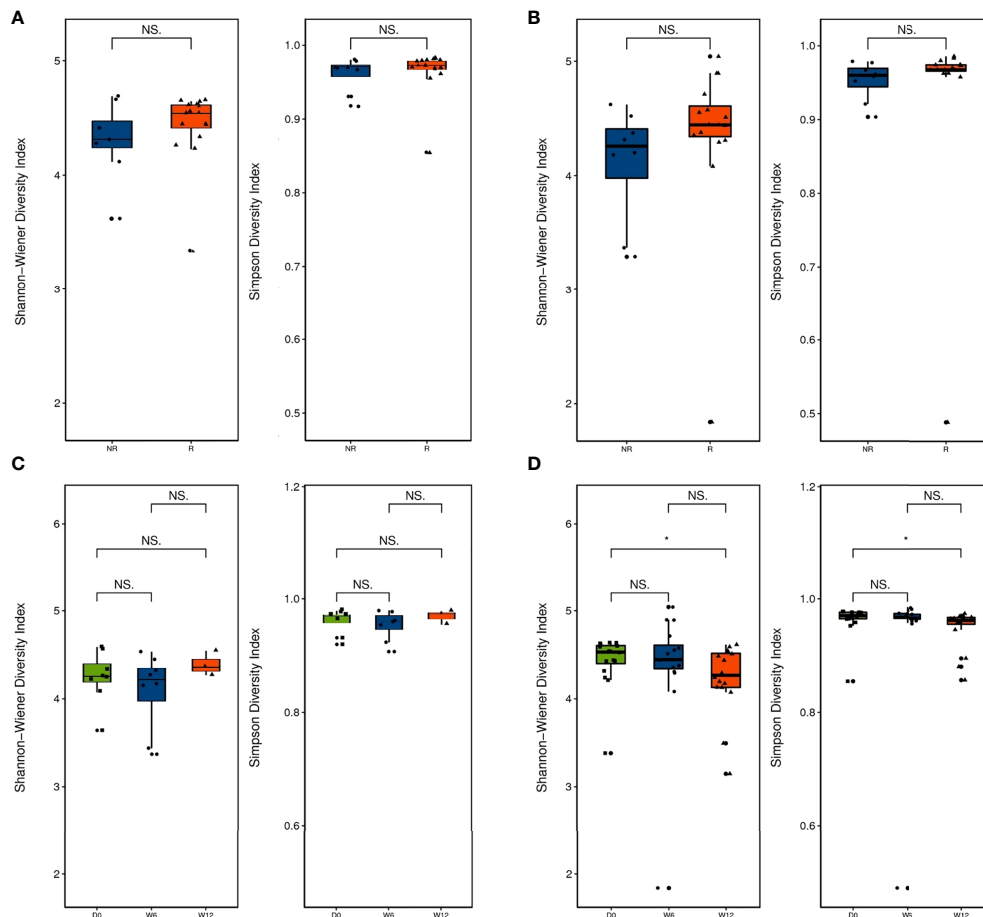 A
B
NS.
NS.
NS.
NS.
Shannon−Wiener Diversity Index
5
4
3
2
NR
R
Simpson Diversity Index
1.0
0.9
0.8
0.7
0.6
0.5
NR
R
Shannon−Wiener Diversity Index
5
4
3
2
NR
R
Simpson Diversity Index
1.0
0.9
0.8
0.7
0.6
0.5
NR
R
C
D
Shannon−Wiener Diversity Index
6
5
4
3
2
NS.
NS.
NS.
D0
W6
W12
Simpson Diversity Index
1.2
1.0
0.8
0.6
NS.
NS.
NS.
D0
W6
W12
Shannon−Wiener Diversity Index
6
5
4
3
2
NS.
*
NS.
D0
W6
W12
Simpson Diversity Index
1.2
1.0
0.8
0.6
NS.
*
NS.
D0
W6
W12